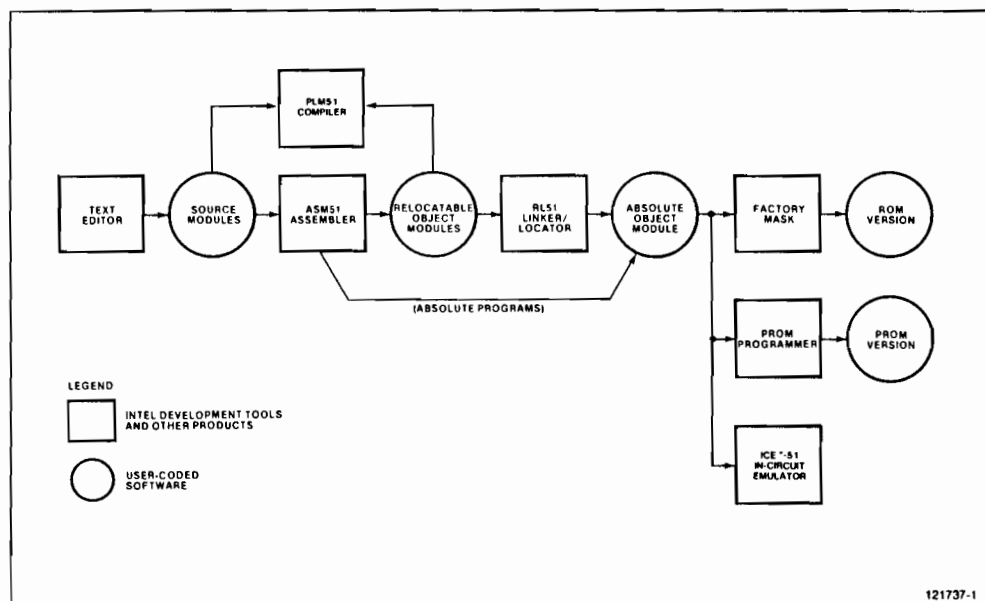 PLM51
COMPILER
TEXT
EDITOR
SOURCE
MODULES
ASM51
ASSEMBLER
RELOCATABLE
OBJECT
MODULES
RL51
LINKER/
LOCATOR
ABSOLUTE
OBJECT
MODULE
FACTORY
MASK
ROM
VERSION
(ABSOLUTE PROGRAMS)
PROM
PROGRAMMER
PROM
VERSION
LEGEND
INTEL DEVELOPMENT TOOLS
AND OTHER PRODUCTS
ICE™-51
IN-CIRCUIT
EMULATOR
USER-CODED
SOFTWARE
121737-1